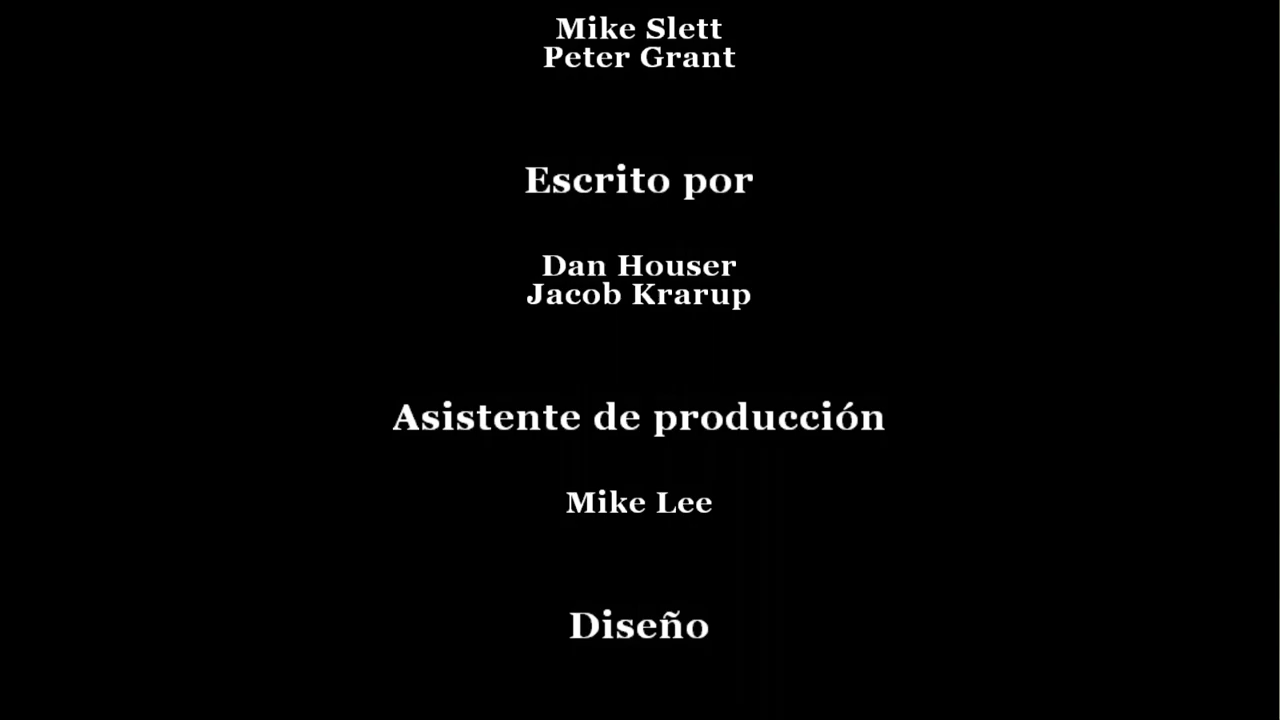 Mike Slett
Peter Grant
Escrito por
Dan Houser
Jacob Krarup
Asistente de producción
Mike Lee
Diseño